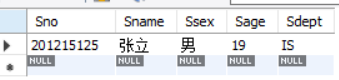 Sno Sname Ssex Sage Sdept
201215125 张立 男 19 IS
NULL NULL NULL NULL NULL